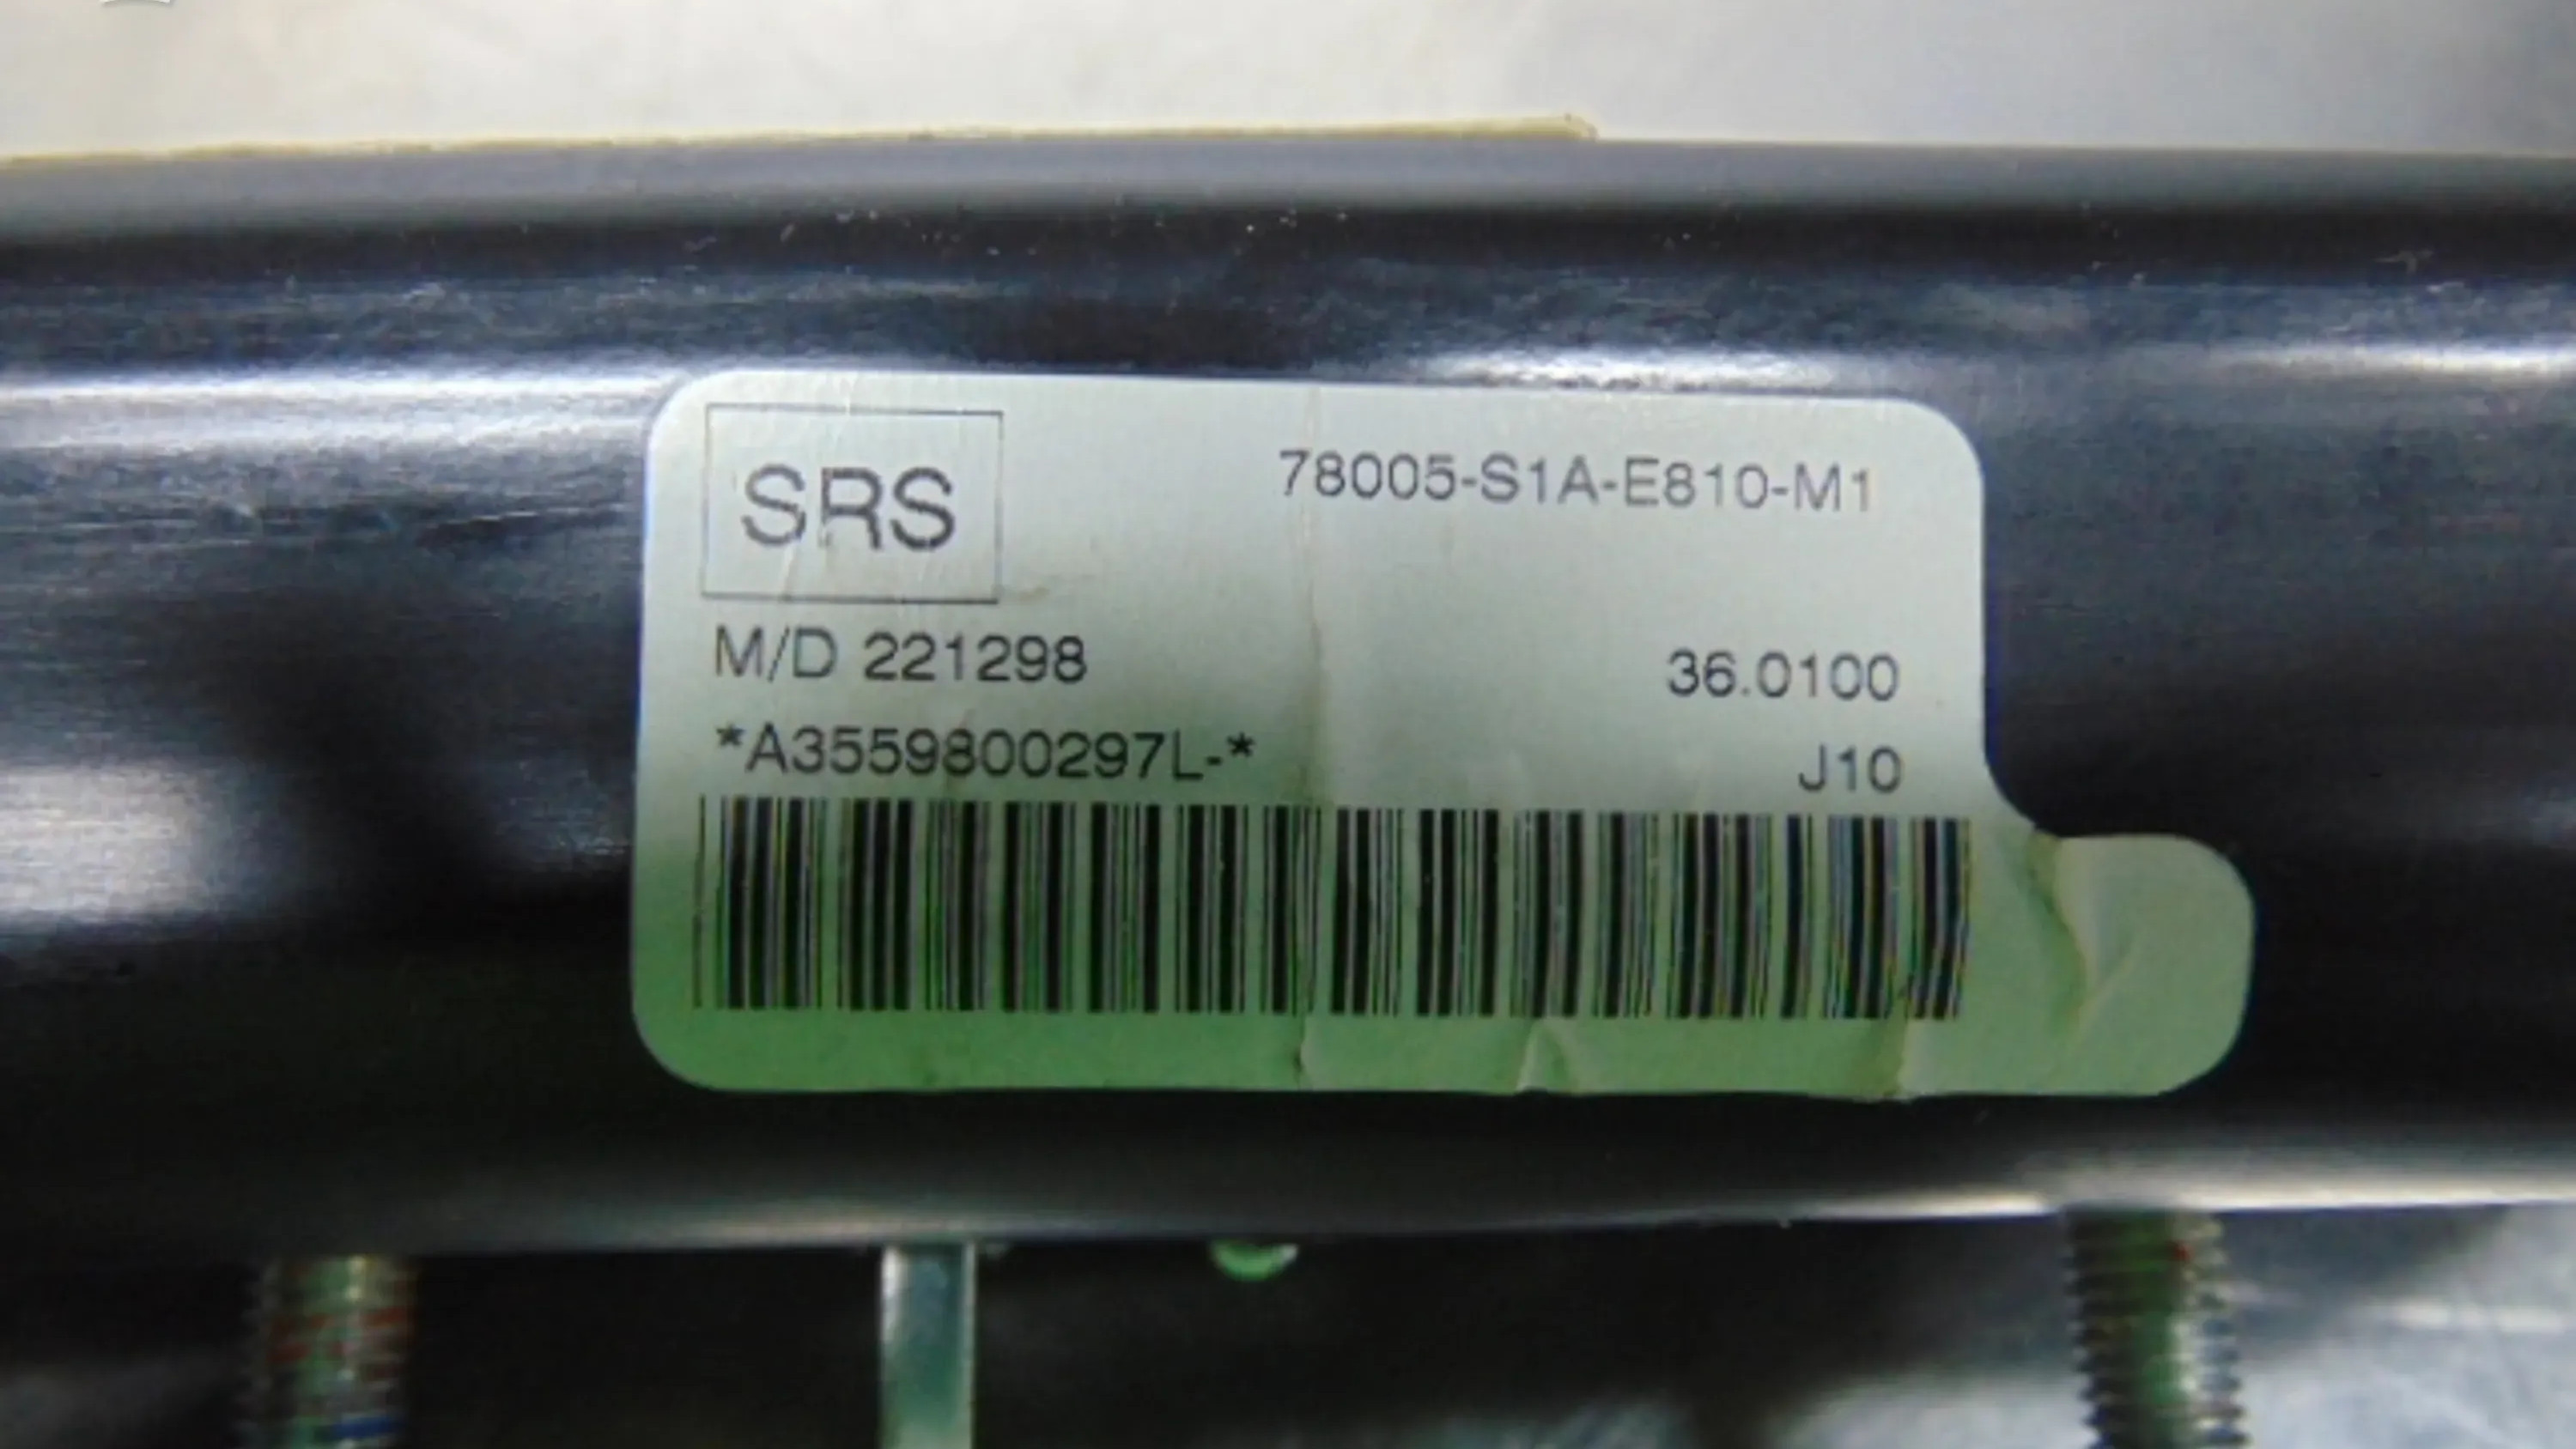 SRS
78005-S1A-E810-M1
M/D 221298
36.0100
*A3559800297L-*
J10